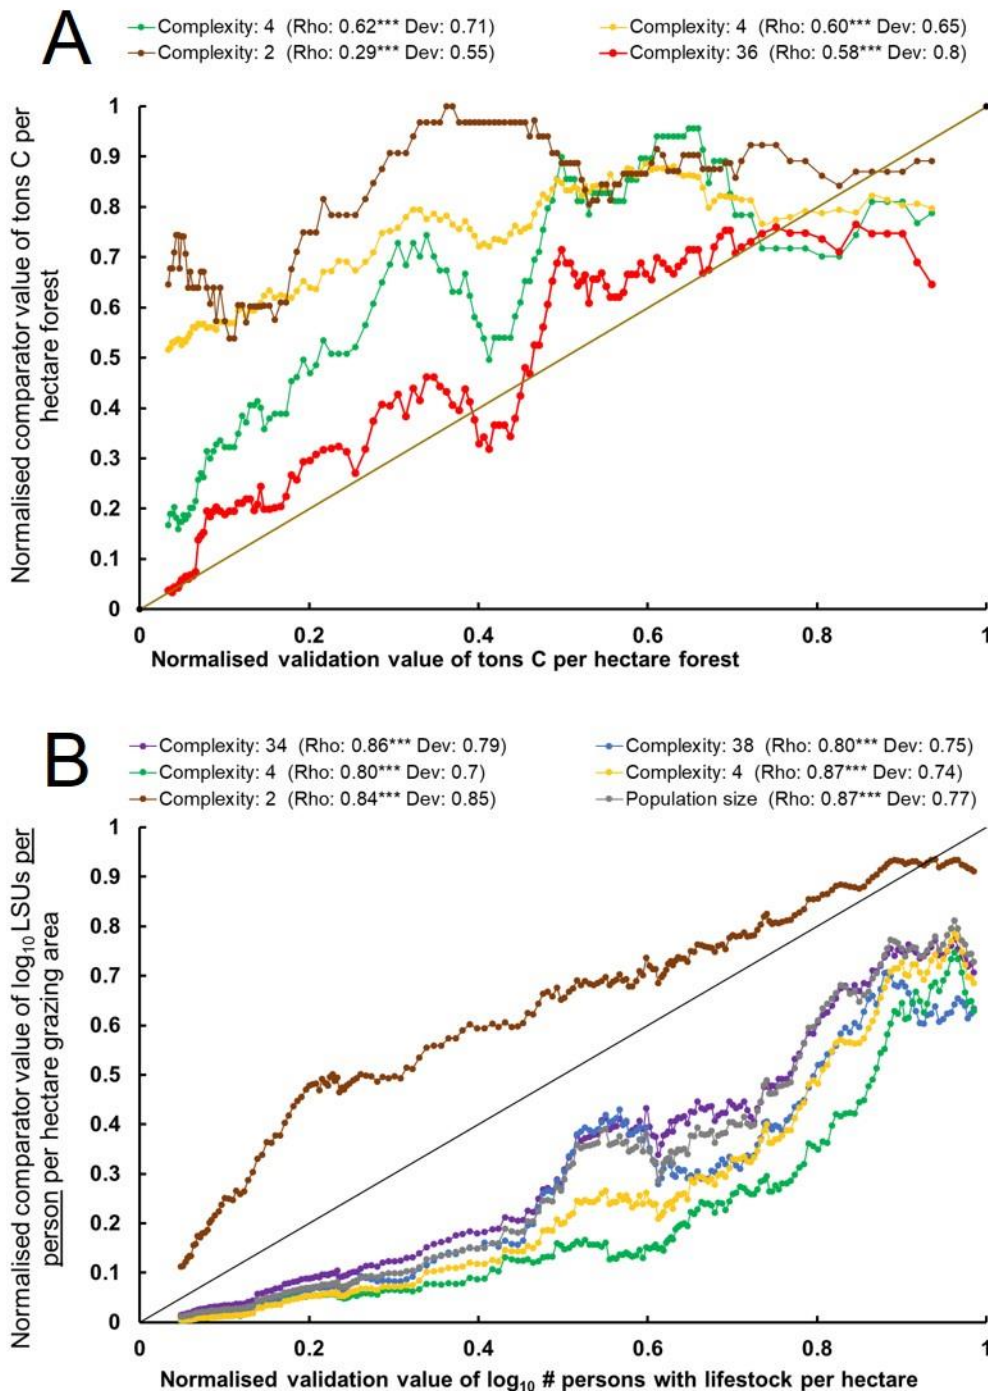 A
Complexity: 4 (Rho: 0.62*** Dev: 0.71)
Complexity: 4 (Rho: 0.60*** Dev: 0.65)
Complexity: 2 (Rho: 0.29*** Dev: 0.55)
Complexity: 36 (Rho: 0.58*** Dev: 0.8)
Normalised comparator value of tons C per
hectare forest
1
0.9
0.8
0.7
0.6
0.5
0.4
0.3
0.2
0.1
0
0 0.2 0.4 0.6 0.8 1
Normalised validation value of tons C per hectare forest
B
Complexity: 34 (Rho: 0.86*** Dev: 0.79)
Complexity: 38 (Rho: 0.80*** Dev: 0.75)
Complexity: 4 (Rho: 0.80*** Dev: 0.7)
Complexity: 4 (Rho: 0.87*** Dev: 0.74)
Complexity: 2 (Rho: 0.84*** Dev: 0.85)
Population size (Rho: 0.87*** Dev: 0.77)
Normalised comparator value of log₁₀ LSUs per
person per hectare grazing area
1
0.9
0.8
0.7
0.6
0.5
0.4
0.3
0.2
0.1
0
0 0.2 0.4 0.6 0.8 1
Normalised validation value of log₁₀ # persons with lifestock per hectare